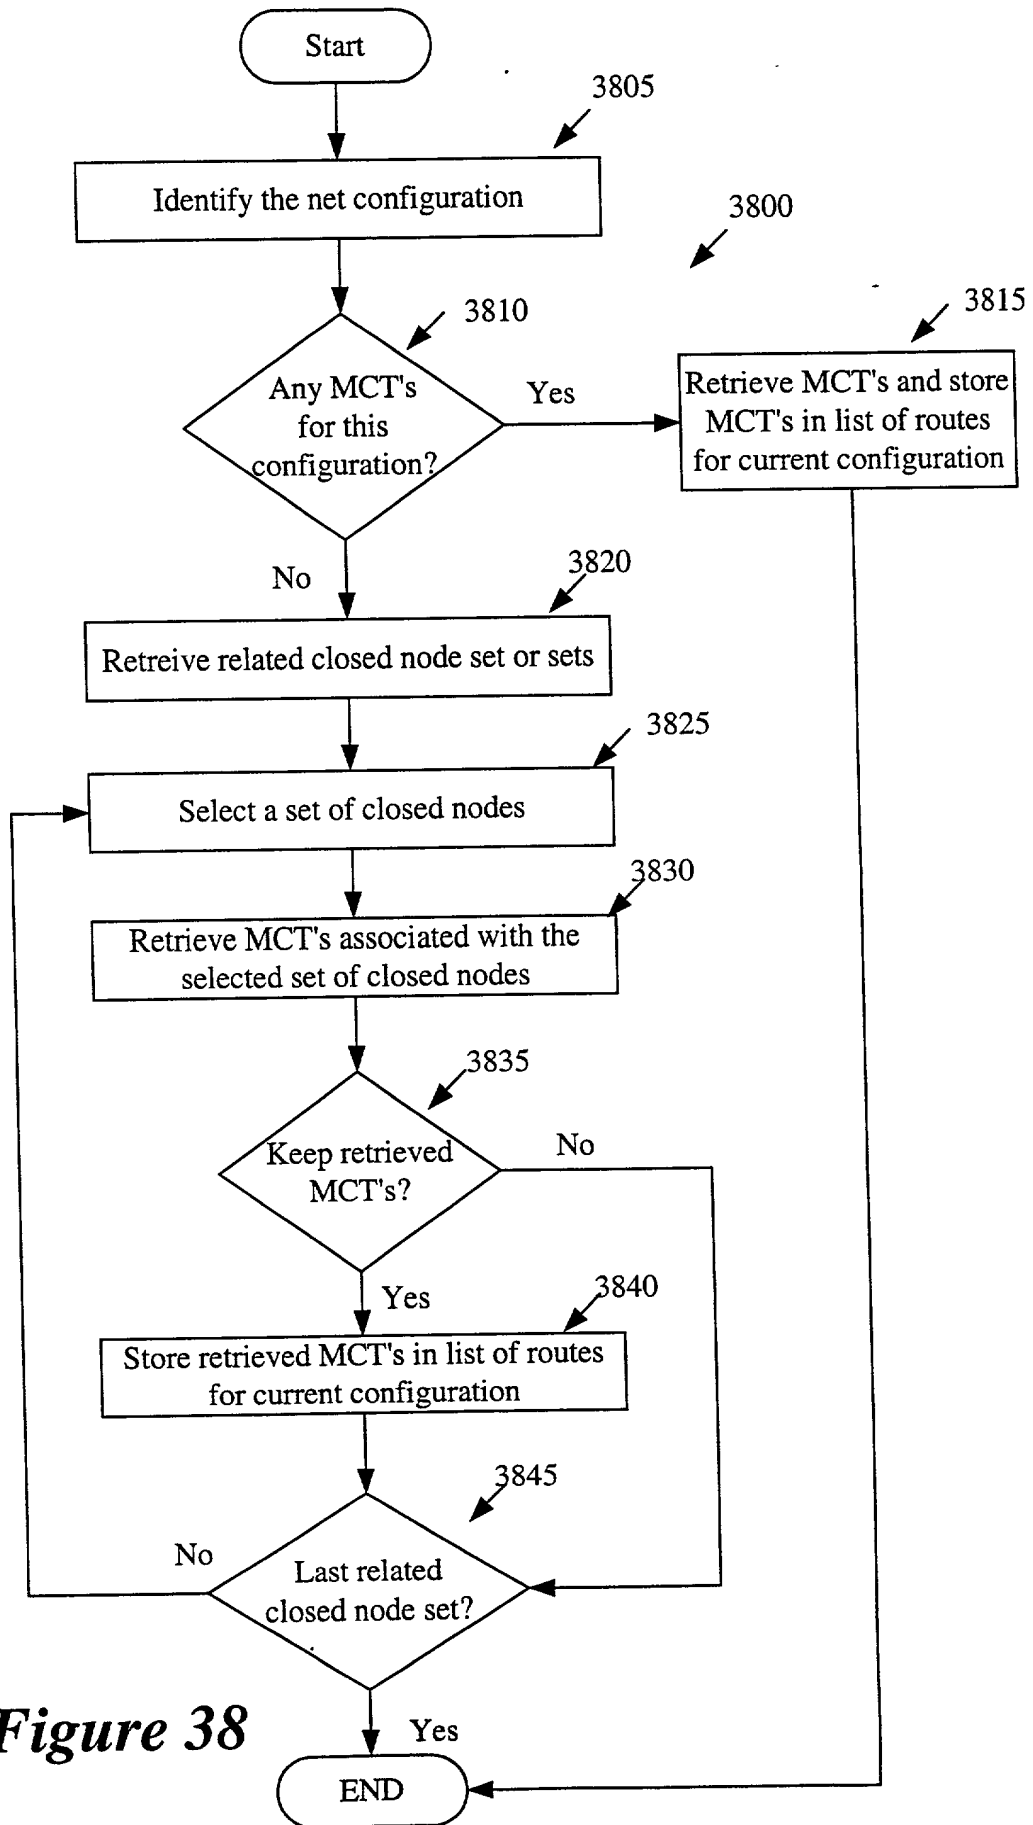 Start
3805
Identify the net configuration
3800
3810
3815
Any MCT's
for this
configuration?
Yes
Retrieve MCT's and store
MCT's in list of routes
for current configuration
No
3820
Retreive related closed node set or sets
3825
Select a set of closed nodes
3830
Retrieve MCT's associated with the
selected set of closed nodes
3835
Keep retrieved
MCT's?
No
Yes
3840
Store retrieved MCT's in list of routes
for current configuration
3845
No
Last related
closed node set?
Figure 38
Yes
END